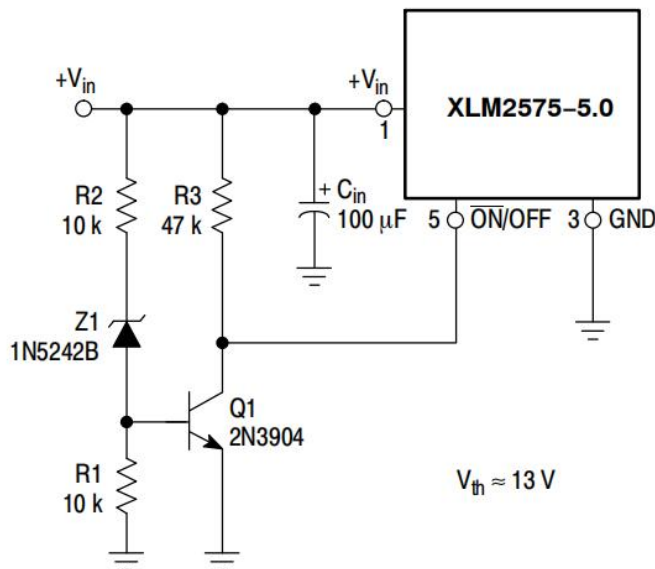 +Vin
+Vin
1
XLM2575–5.0
R2
10 k
R3
47 k
+ Cin
100 µF
5
ON/OFF
3
GND
Z1
1N5242B
Q1
2N3904
R1
10 k
Vth ≈ 13 V